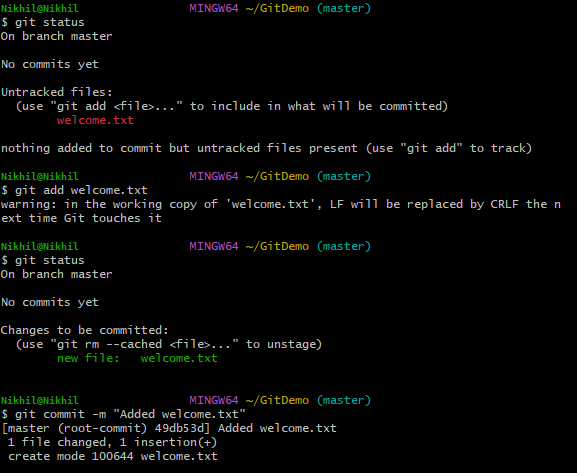 Nikhil@Nikhil MINGW64 ~/GitDemo (master)
$ git status
On branch master
No commits yet
Untracked files:
  (use "git add <file>..." to include in what will be committed)
        welcome.txt
nothing added to commit but untracked files present (use "git add" to track)
Nikhil@Nikhil MINGW64 ~/GitDemo (master)
$ git add welcome.txt
warning: in the working copy of 'welcome.txt', LF will be replaced by CRLF the n
ext time Git touches it
Nikhil@Nikhil MINGW64 ~/GitDemo (master)
$ git status
On branch master
No commits yet
Changes to be committed:
  (use "git rm --cached <file>..." to unstage)
        new file:   welcome.txt
Nikhil@Nikhil MINGW64 ~/GitDemo (master)
$ git commit -m "Added welcome.txt"
[master (root-commit) 49db53d] Added welcome.txt
 1 file changed, 1 insertion(+)
 create mode 100644 welcome.txt